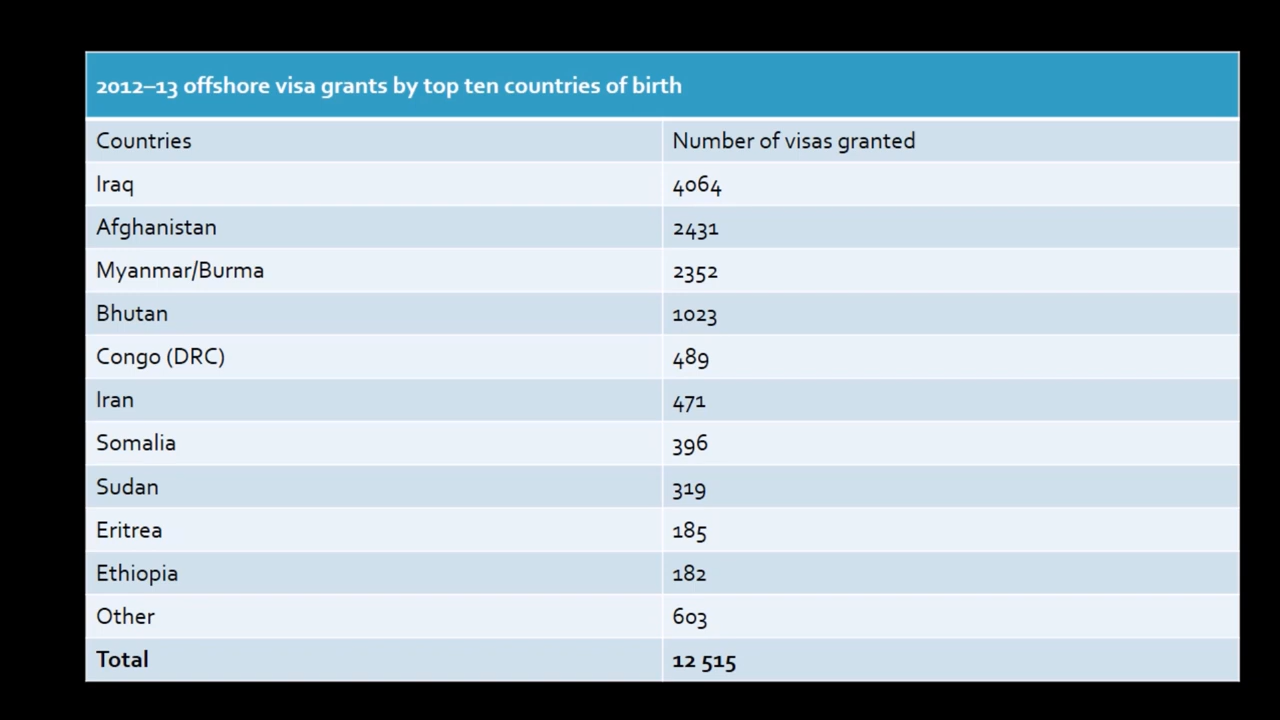 2012–13 offshore visa grants by top ten countries of birth
Countries Number of visas granted
Iraq 4064
Afghanistan 2431
Myanmar/Burma 2352
Bhutan 1023
Congo (DRC) 489
Iran 471
Somalia 396
Sudan 319
Eritrea 185
Ethiopia 182
Other 603
Total 12 515